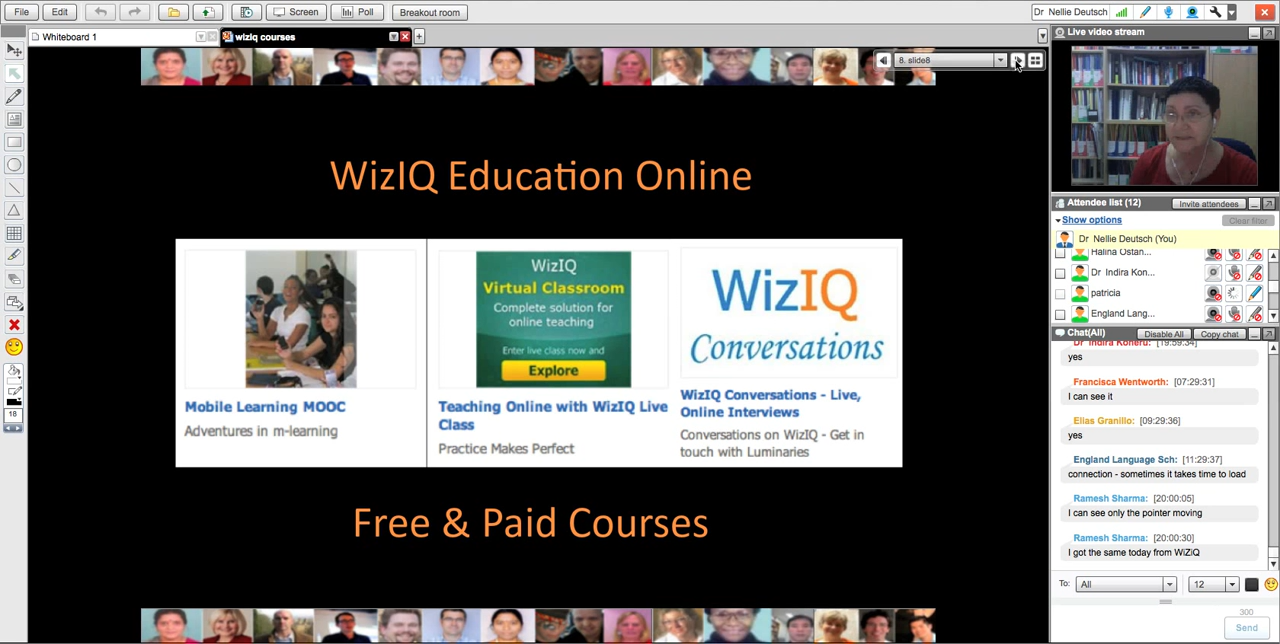 File
Edit
Screen
Poll
Breakout room
Dr Nellie Deutsch
Whiteboard 1
wiziq courses
8. slide8
WizIQ Education Online
WizIQ
Virtual Classroom
Complete solution for
online teaching
Enter live class now and
Explore
WizIQ
Conversations
Mobile Learning MOOC
Adventures in m-learning
Teaching Online with WizIQ Live
Class
Practice Makes Perfect
WizIQ Conversations - Live,
Online Interviews
Conversations on WizIQ - Get in
touch with Luminaries
Free & Paid Courses
18
Live video stream
Attendee list (12)
Invite attendees
Show options
Clear filter
Dr Nellie Deutsch (You)
Halina Ostan...
Dr Indira Kon...
patricia
England Lang...
Chat(All)
Disable All
Copy chat
Dr Indira Koneru: [19:59:34]
yes
Francisca Wentworth: [07:29:31]
I can see it
Elias Granillo: [09:29:36]
yes
England Language Sch: [11:29:37]
connection - sometimes it takes time to load
Ramesh Sharma: [20:00:05]
I can see only the pointer moving
Ramesh Sharma: [20:00:30]
I got the same today from WiZiQ
To:
All
12
300
Send